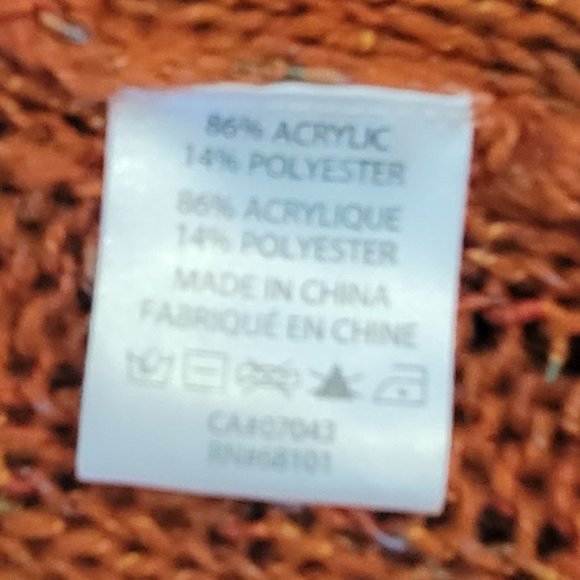 86% ACRYLIC
14% POLYESTER
86% ACRYLIQUE
14% POLYESTER
MADE IN CHINA
FABRIQUÉ EN CHINE
CA#07043
RN#68101